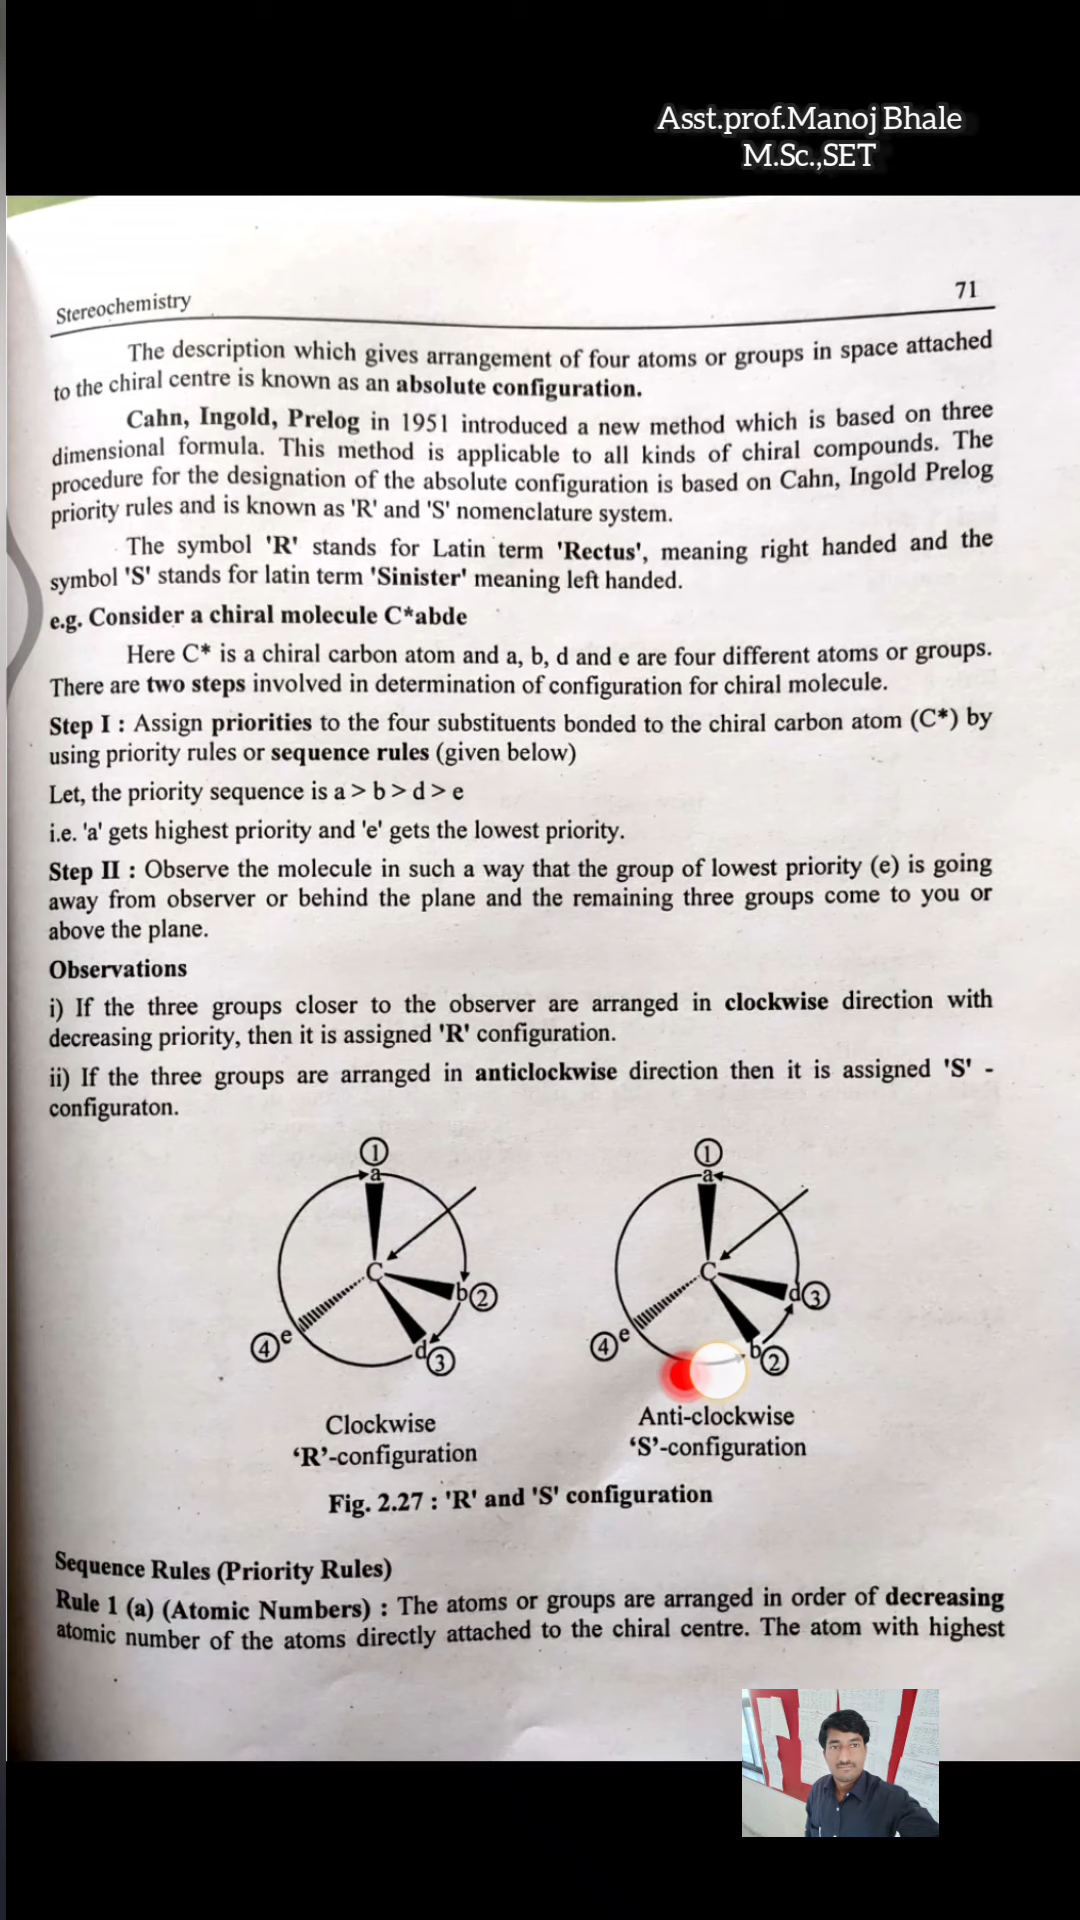 Asst.prof.Manoj Bhale
M.Sc.,SET
Stereochemistry 71
The description which gives arrangement of four atoms or groups in space attached
to the chiral centre is known as an absolute configuration.
Cahn, Ingold, Prelog in 1951 introduced a new method which is based on three
dimensional formula. This method is applicable to all kinds of chiral compounds. The
procedure for the designation of the absolute configuration is based on Cahn, Ingold Prelog
priority rules and is known as 'R' and 'S' nomenclature system.
The symbol 'R' stands for Latin term 'Rectus', meaning right handed and the
symbol 'S' stands for latin term 'Sinister' meaning left handed.
e.g. Consider a chiral molecule C*abde
Here C* is a chiral carbon atom and a, b, d and e are four different atoms or groups.
There are two steps involved in determination of configuration for chiral molecule.
Step I : Assign priorities to the four substituents bonded to the chiral carbon atom (C*) by
using priority rules or sequence rules (given below)
Let, the priority sequence is a > b > d > e
i.e. 'a' gets highest priority and 'e' gets the lowest priority.
Step II : Observe the molecule in such a way that the group of lowest priority (e) is going
away from observer or behind the plane and the remaining three groups come to you or
above the plane.
Observations
i) If the three groups closer to the observer are arranged in clockwise direction with
decreasing priority, then it is assigned 'R' configuration.
ii) If the three groups are arranged in anticlockwise direction then it is assigned 'S' -
configuraton.
① ①
a a
C C
b② d③
④e ④e
d③ b②
Clockwise Anti-clockwise
‘R’-configuration ‘S’-configuration
Fig. 2.27 : 'R' and 'S' configuration
Sequence Rules (Priority Rules)
Rule 1 (a) (Atomic Numbers) : The atoms or groups are arranged in order of decreasing
atomic number of the atoms directly attached to the chiral centre. The atom with highest